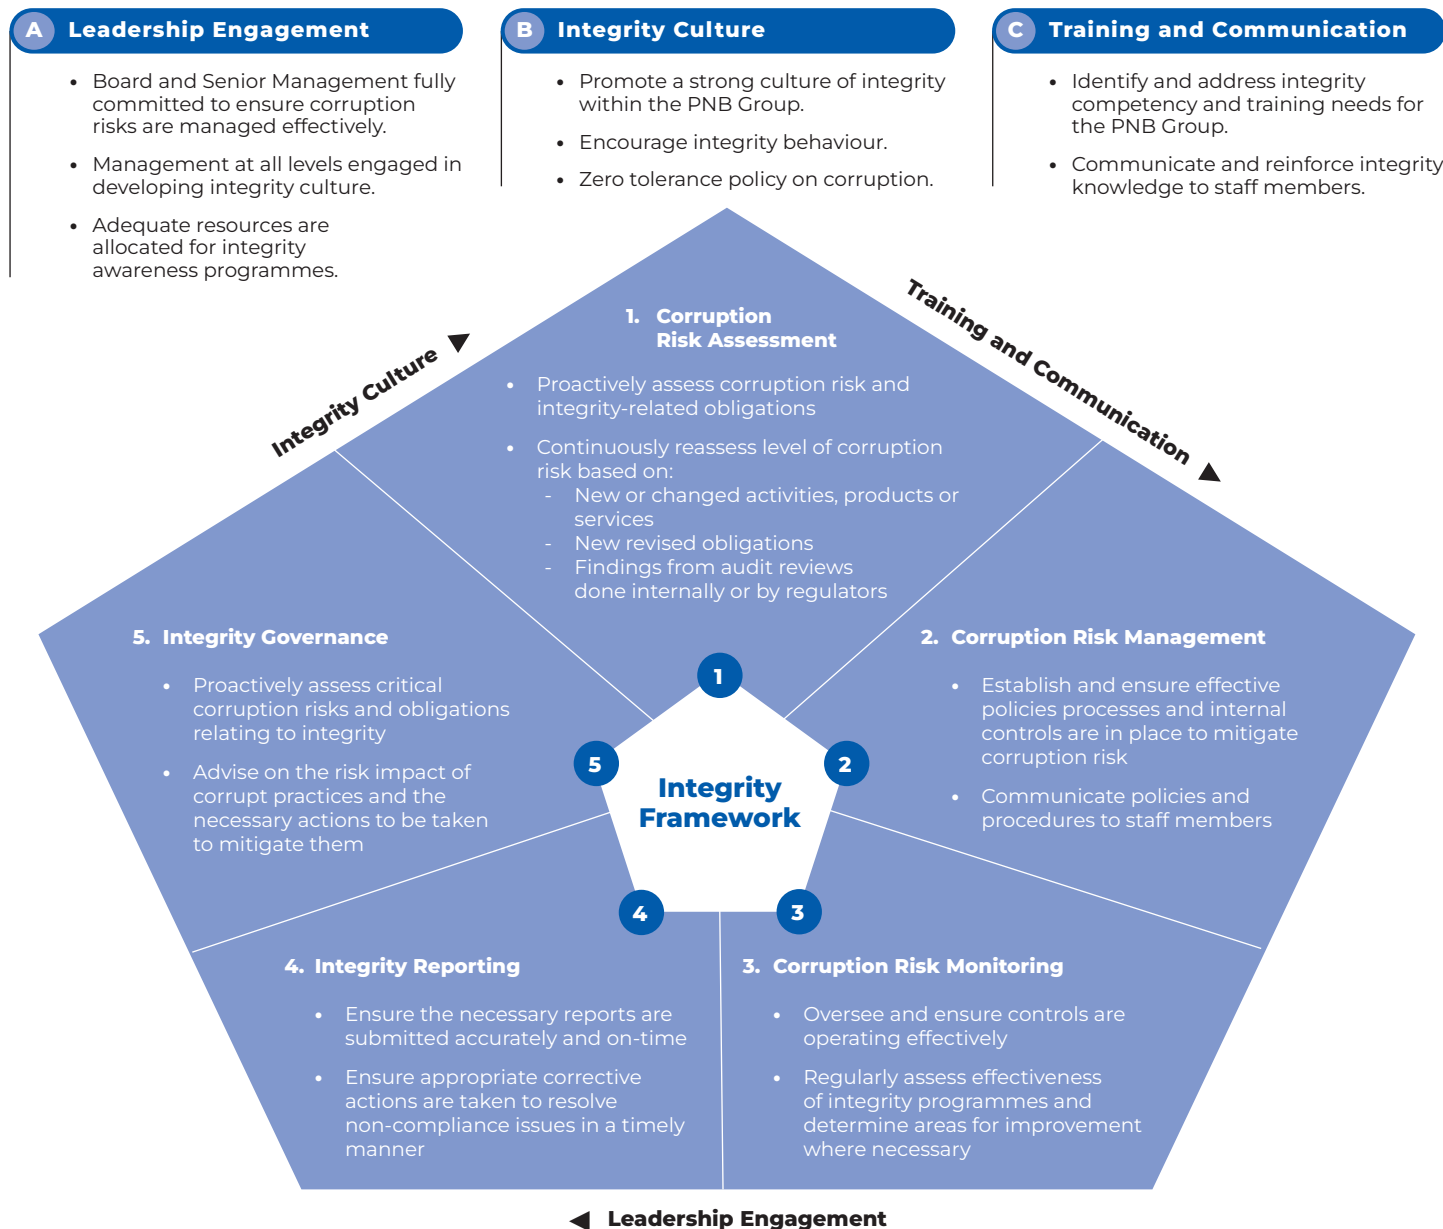 A Leadership Engagement
• Board and Senior Management fully
committed to ensure corruption
risks are managed effectively.
• Management at all levels engaged in
developing integrity culture.
• Adequate resources are
allocated for integrity
awareness programmes.
B Integrity Culture
• Promote a strong culture of integrity
within the PNB Group.
• Encourage integrity behaviour.
• Zero tolerance policy on corruption.
C Training and Communication
• Identify and address integrity
competency and training needs for
the PNB Group.
• Communicate and reinforce integrity
knowledge to staff members.
Integrity Culture
Training and Communication
1. Corruption
Risk Assessment
• Proactively assess corruption risk and
integrity-related obligations
• Continuously reassess level of corruption
risk based on:
- New or changed activities, products or
services
- New revised obligations
- Findings from audit reviews
done internally or by regulators
5. Integrity Governance
• Proactively assess critical
corruption risks and obligations
relating to integrity
• Advise on the risk impact of
corrupt practices and the
necessary actions to be taken
to mitigate them
2. Corruption Risk Management
• Establish and ensure effective
policies processes and internal
controls are in place to mitigate
corruption risk
• Communicate policies and
procedures to staff members
1
5
2
Integrity
Framework
4
3
4. Integrity Reporting
• Ensure the necessary reports are
submitted accurately and on-time
• Ensure appropriate corrective
actions are taken to resolve
non-compliance issues in a timely
manner
3. Corruption Risk Monitoring
• Oversee and ensure controls are
operating effectively
• Regularly assess effectiveness
of integrity programmes and
determine areas for improvement
where necessary
Leadership Engagement